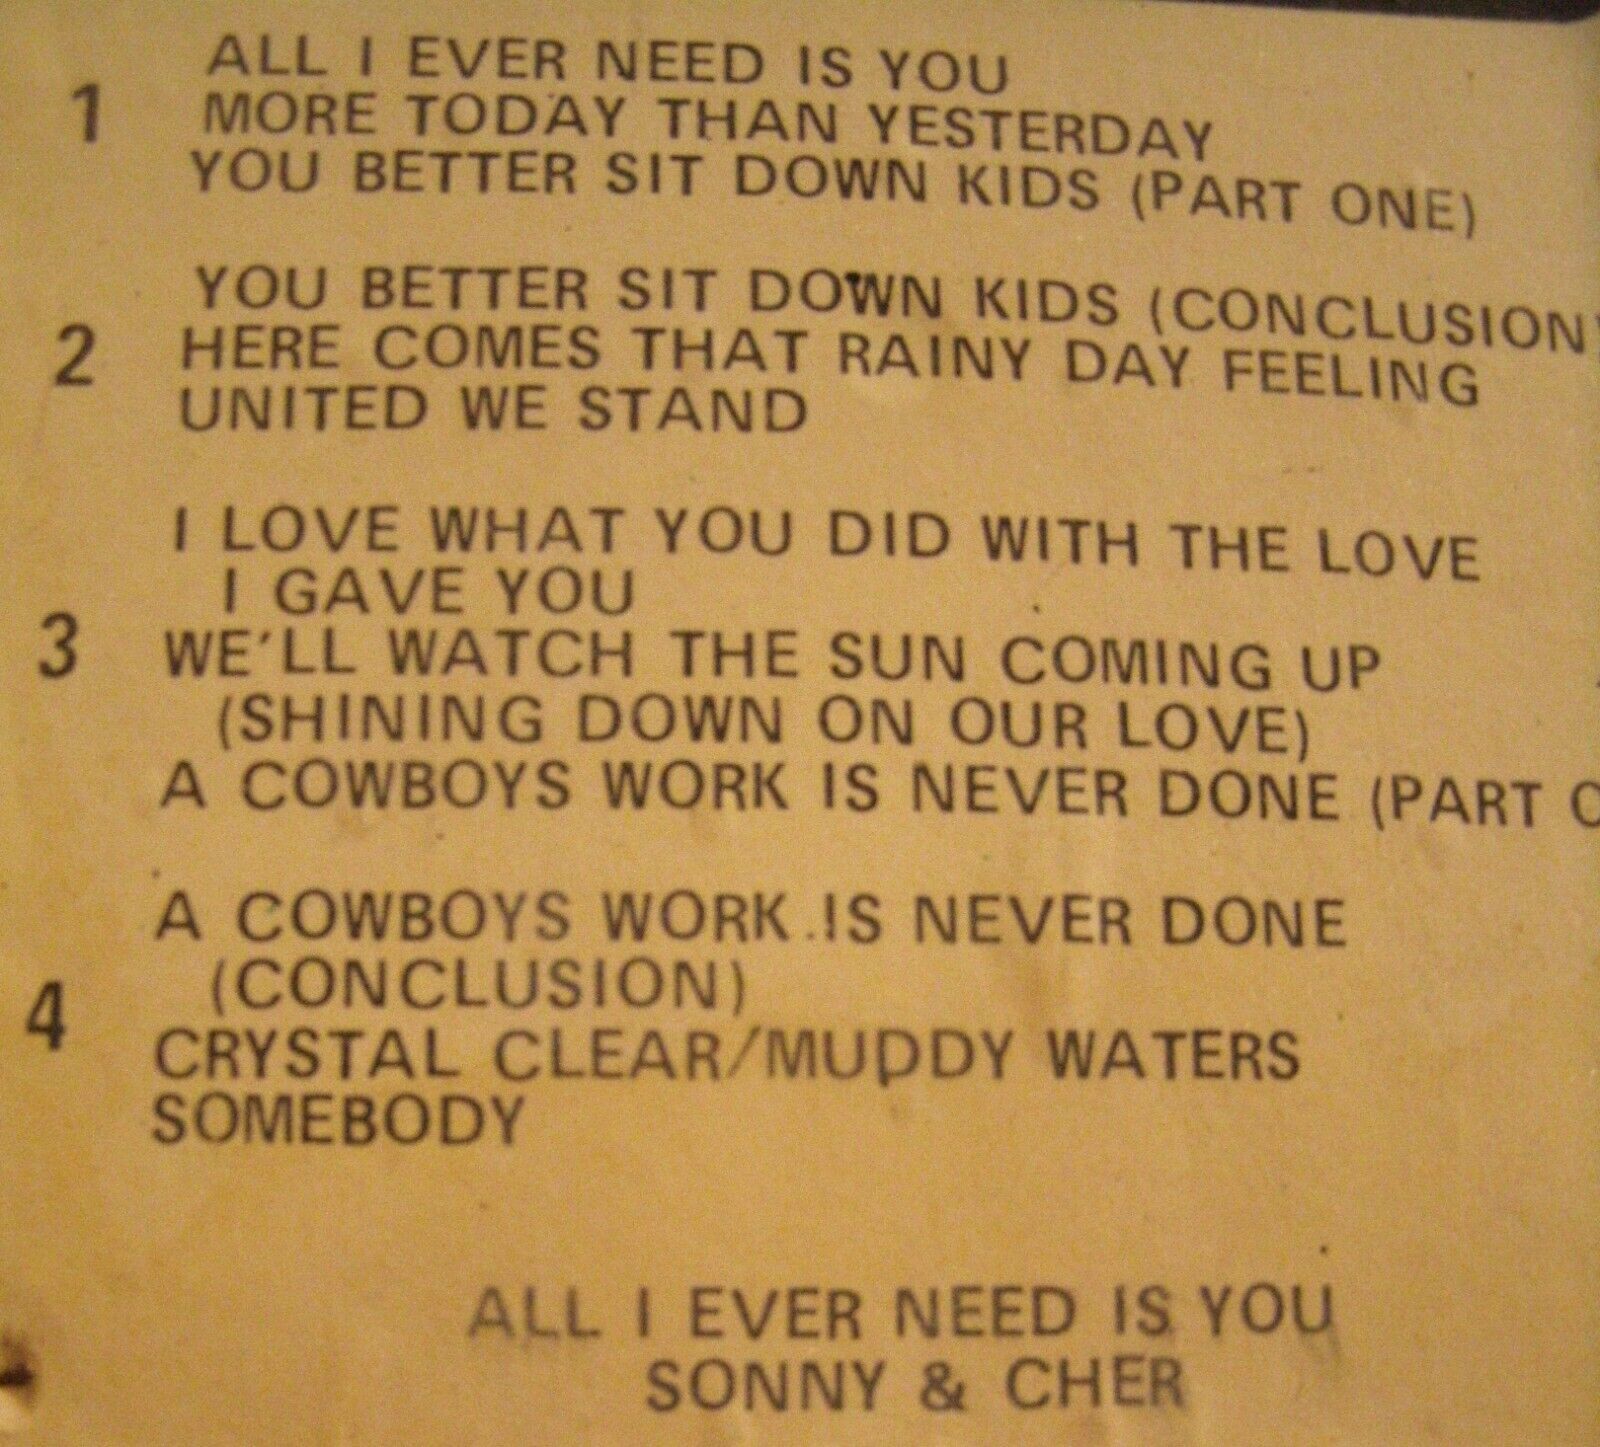 ALL I EVER NEED IS YOU
1 MORE TODAY THAN YESTERDAY
YOU BETTER SIT DOWN KIDS (PART ONE)
YOU BETTER SIT DOWN KIDS (CONCLUSION)
2 HERE COMES THAT RAINY DAY FEELING
UNITED WE STAND
I LOVE WHAT YOU DID WITH THE LOVE
I GAVE YOU
3 WE'LL WATCH THE SUN COMING UP
(SHINING DOWN ON OUR LOVE)
A COWBOYS WORK IS NEVER DONE (PART
A COWBOYS WORK IS NEVER DONE
(CONCLUSION)
4 CRYSTAL CLEAR/MUDDY WATERS
SOMEBODY
ALL I EVER NEED IS YOU
SONNY & CHER